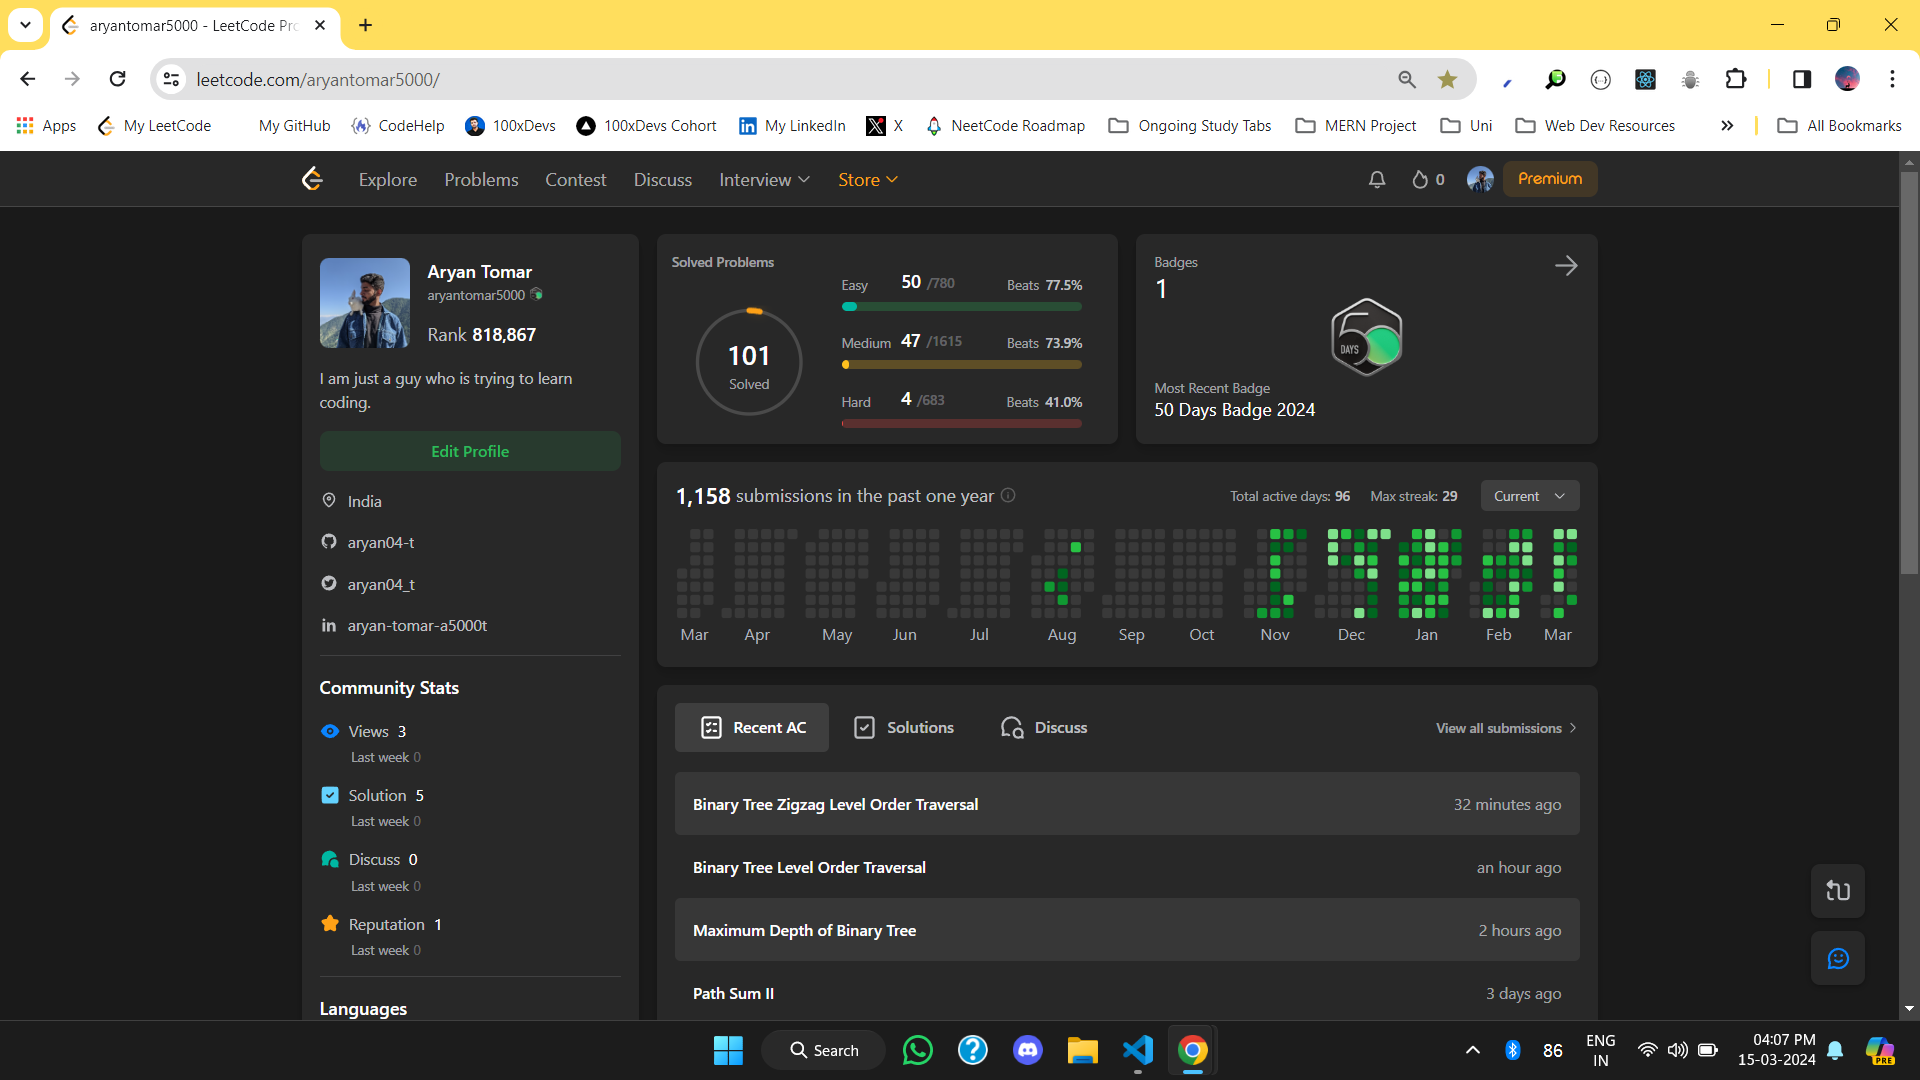 aryantomar5000 - LeetCode Pro
leetcode.com/aryantomar5000/
Apps
My LeetCode
My GitHub
CodeHelp
100xDevs
100xDevs Cohort
My LinkedIn
X
NeetCode Roadmap
Ongoing Study Tabs
MERN Project
Uni
Web Dev Resources
All Bookmarks
Explore
Problems
Contest
Discuss
Interview
Store
0
Premium
Aryan Tomar
aryantomar5000
Rank 818,867
I am just a guy who is trying to learn
coding.
Edit Profile
India
aryan04-t
aryan04_t
aryan-tomar-a5000t
Community Stats
Views 3
Last week 0
Solution 5
Last week 0
Discuss 0
Last week 0
Reputation 1
Last week 0
Languages
Solved Problems
101
Solved
Easy 50 /780 Beats 77.5%
Medium 47 /1615 Beats 73.9%
Hard 4 /683 Beats 41.0%
Badges
1
50
DAYS
Most Recent Badge
50 Days Badge 2024
1,158 submissions in the past one year
Total active days: 96 Max streak: 29
Current
Mar Apr May Jun Jul Aug Sep Oct Nov Dec Jan Feb Mar
Recent AC
Solutions
Discuss
View all submissions
Binary Tree Zigzag Level Order Traversal 32 minutes ago
Binary Tree Level Order Traversal an hour ago
Maximum Depth of Binary Tree 2 hours ago
Path Sum II 3 days ago
Search
86
ENG
IN
04:07 PM
15-03-2024
PRE